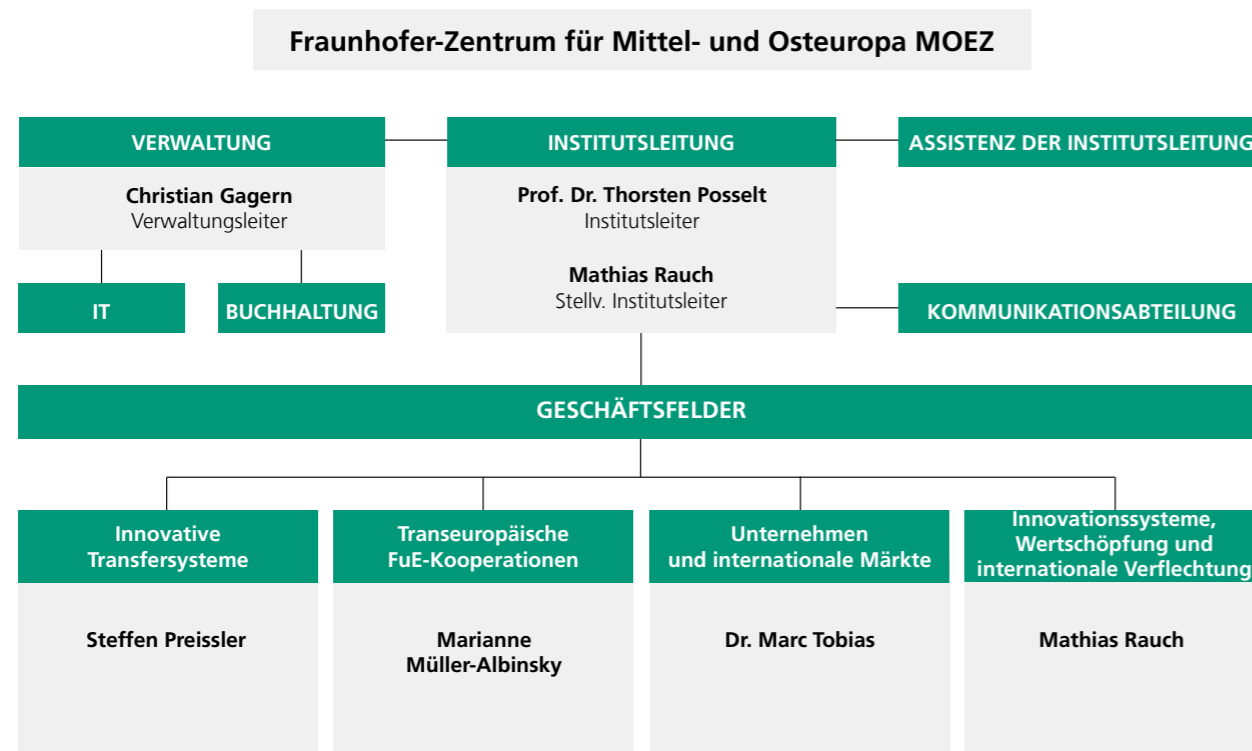 Fraunhofer-Zentrum für Mittel- und Osteuropa MOEZ
VERWALTUNG
Christian Gagern
Verwaltungsleiter
IT
BUCHHALTUNG
INSTITUTSLEITUNG
Prof. Dr. Thorsten Posselt
Institutsleiter
Mathias Rauch
Stellv. Institutsleiter
ASSISTENZ DER INSTITUTSLEITUNG
KOMMUNIKATIONSABTEILUNG
GESCHÄFTSFELDER
Innovative
Transfersysteme
Steffen Preissler
Transeuropäische
FuE-Kooperationen
Marianne
Müller-Albinsky
Unternehmen
und internationale Märkte
Dr. Marc Tobias
Innovationssysteme,
Wertschöpfung und
internationale Verflechtung
Mathias Rauch